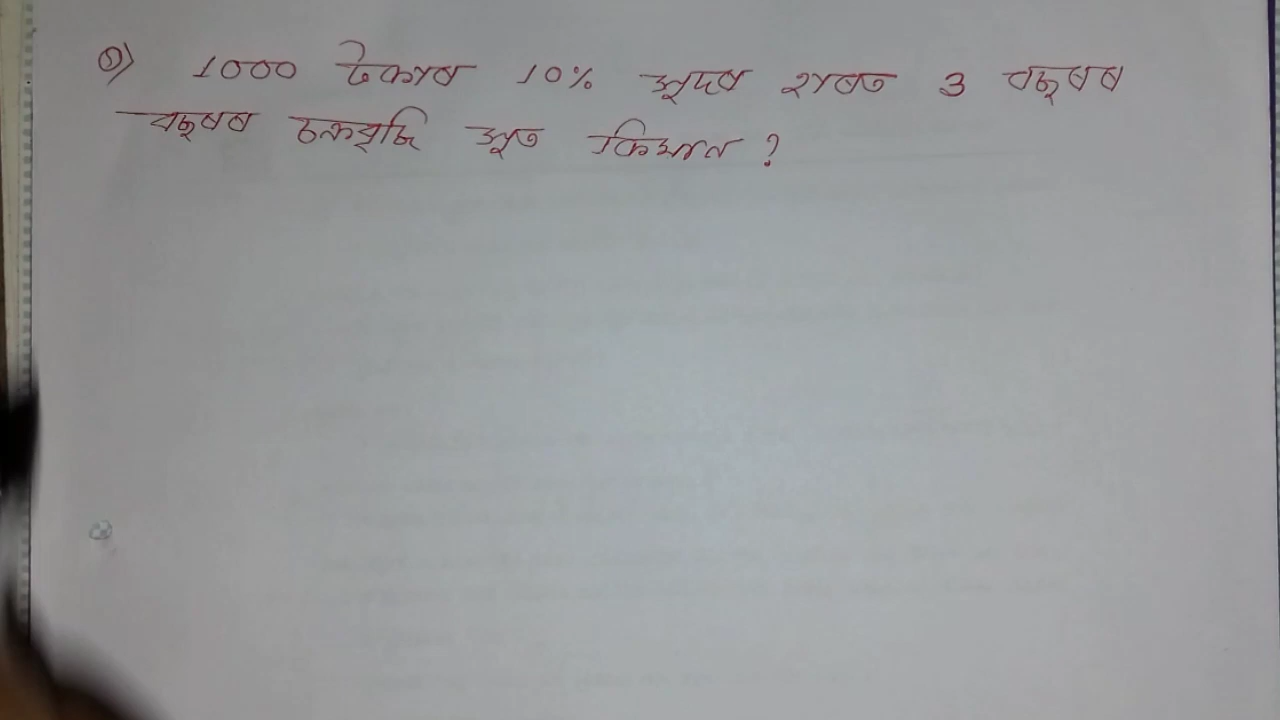 ১) 1000 টকাৰ 10% সুদৰ হাৰত 3 বছৰৰ
বছৰৰ চক্ৰবৃদ্ধি সুত কিমান ?